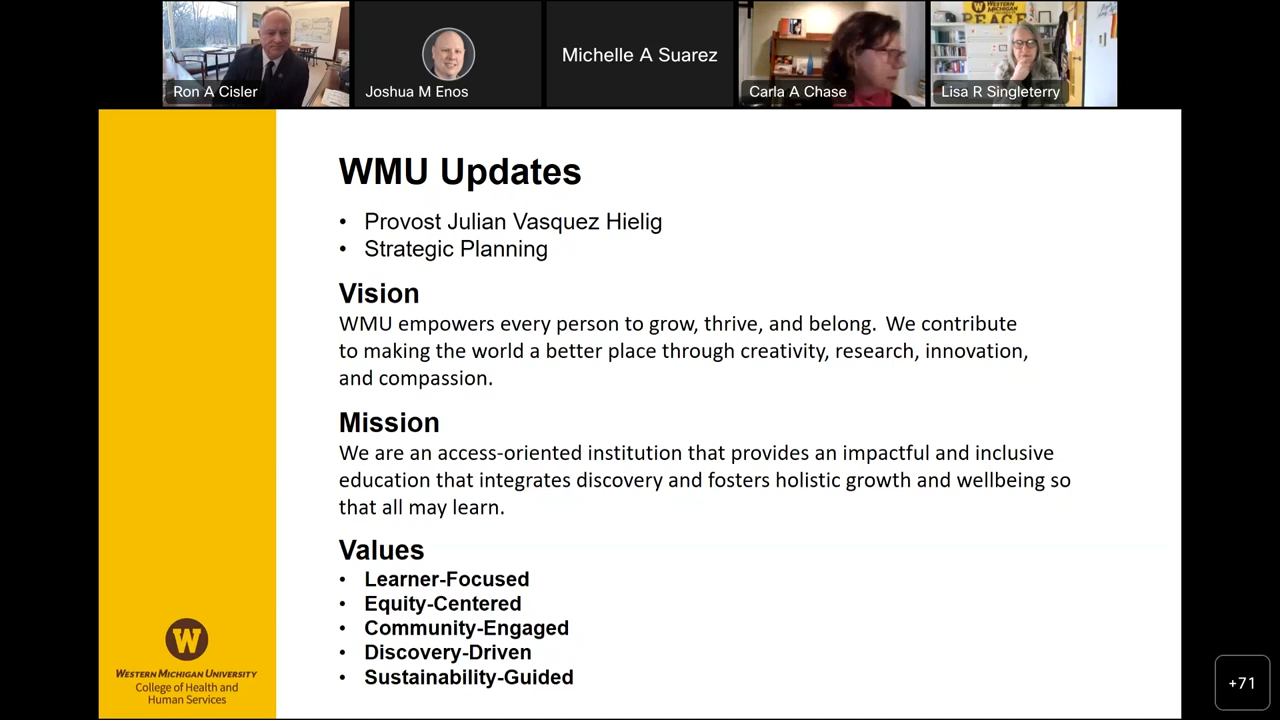 Ron A Cisler
Joshua M Enos
Michelle A Suarez
Carla A Chase
WESTERN MICHIGAN
PEACE
Lisa R Singleterry
WMU Updates
• Provost Julian Vasquez Hielig
• Strategic Planning
Vision
WMU empowers every person to grow, thrive, and belong. We contribute
to making the world a better place through creativity, research, innovation,
and compassion.
Mission
We are an access-oriented institution that provides an impactful and inclusive
education that integrates discovery and fosters holistic growth and wellbeing so
that all may learn.
Values
• Learner-Focused
• Equity-Centered
• Community-Engaged
• Discovery-Driven
• Sustainability-Guided
W
WESTERN MICHIGAN UNIVERSITY
College of Health and
Human Services
+71